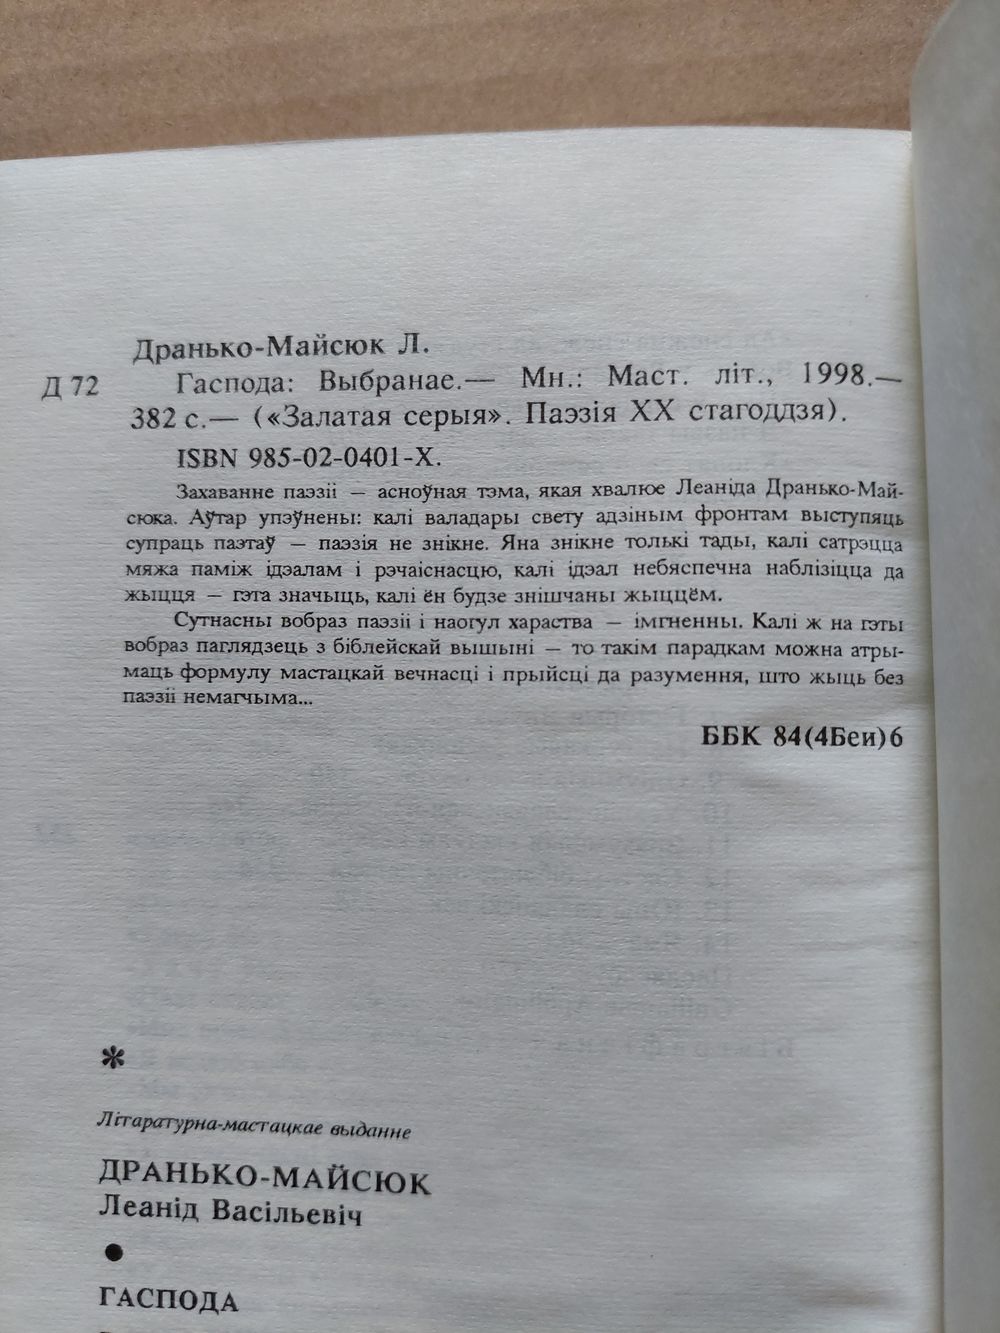 Дранько-Майсюк Л.
Д 72 Гаспода: Выбранае.— Мн.: Маст. літ., 1998.—
382 с.— («Залатая серыя». Паэзія XX стагоддзя).
ISBN 985-02-0401-X.
Захаванне паэзіі — асноўная тэма, якая хвалюе Леаніда Дранько-Май-
сюка. Аўтар упэўнены: калі валадары свету адзіным фронтам выступяць
супраць паэтаў — паэзія не знікне. Яна знікне толькі тады, калі сатрэцца
мяжа паміж ідэалам і рэчаіснасцю, калі ідэал небяспечна наблізіцца да
жыцця — гэта значыць, калі ён будзе знішчаны жыццём.
Сутнасны вобраз паэзіі і наогул хараства — імгненны. Калі ж на гэты
вобраз паглядзець з біблейскай вышыні — то такім парадкам можна атры-
маць формулу мастацкай вечнасці і прыйсці да разумення, што жыць без
паэзіі немагчыма...
ББК 84(4Беи)6
*
Літаратурна-мастацкае выданне
ДРАНЬКО-МАЙСЮК
Леанід Васільевіч
●
ГАСПОДА